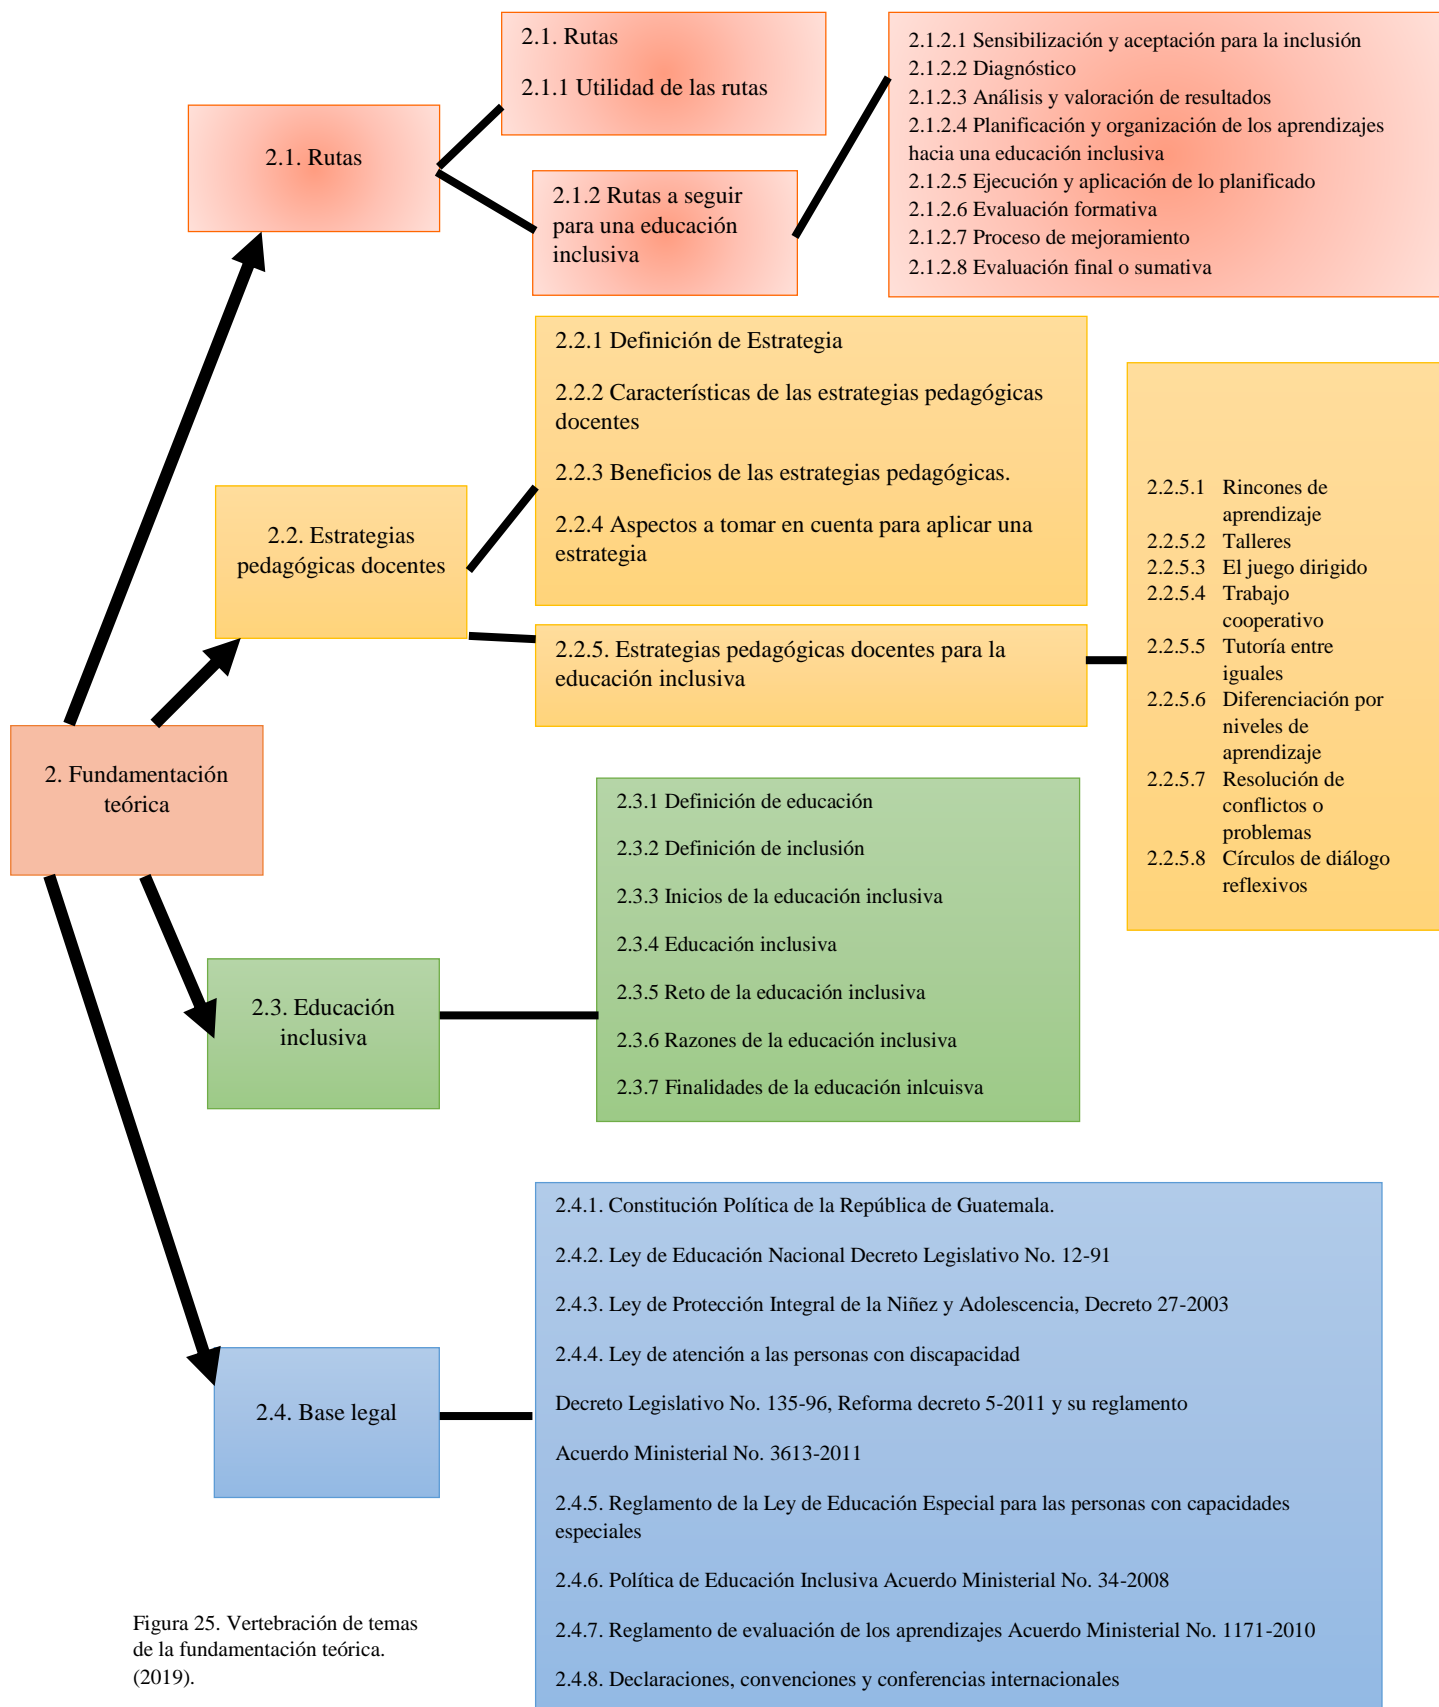 2.1. Rutas
2.1. Rutas
2.1.1 Utilidad de las rutas
2.1.2 Rutas a seguir
para una educación
inclusiva
2.1.2.1 Sensibilización y aceptación para la inclusión
2.1.2.2 Diagnóstico
2.1.2.3 Análisis y valoración de resultados
2.1.2.4 Planificación y organización de los aprendizajes
hacia una educación inclusiva
2.1.2.5 Ejecución y aplicación de lo planificado
2.1.2.6 Evaluación formativa
2.1.2.7 Proceso de mejoramiento
2.1.2.8 Evaluación final o sumativa
2. Fundamentación
teórica
2.2. Estrategias
pedagógicas docentes
2.2.1 Definición de Estrategia
2.2.2 Características de las estrategias pedagógicas
docentes
2.2.3 Beneficios de las estrategias pedagógicas.
2.2.4 Aspectos a tomar en cuenta para aplicar una
estrategia
2.2.5. Estrategias pedagógicas docentes para la
educación inclusiva
2.2.5.1 Rincones de
aprendizaje
2.2.5.2 Talleres
2.2.5.3 El juego dirigido
2.2.5.4 Trabajo
cooperativo
2.2.5.5 Tutoría entre
iguales
2.2.5.6 Diferenciación por
niveles de
aprendizaje
2.2.5.7 Resolución de
conflictos o
problemas
2.2.5.8 Círculos de diálogo
reflexivos
2.3. Educación
inclusiva
2.3.1 Definición de educación
2.3.2 Definición de inclusión
2.3.3 Inicios de la educación inclusiva
2.3.4 Educación inclusiva
2.3.5 Reto de la educación inclusiva
2.3.6 Razones de la educación inclusiva
2.3.7 Finalidades de la educación inlcuisva
2.4. Base legal
2.4.1. Constitución Política de la República de Guatemala.
2.4.2. Ley de Educación Nacional Decreto Legislativo No. 12-91
2.4.3. Ley de Protección Integral de la Niñez y Adolescencia, Decreto 27-2003
2.4.4. Ley de atención a las personas con discapacidad
Decreto Legislativo No. 135-96, Reforma decreto 5-2011 y su reglamento
Acuerdo Ministerial No. 3613-2011
2.4.5. Reglamento de la Ley de Educación Especial para las personas con capacidades
especiales
2.4.6. Política de Educación Inclusiva Acuerdo Ministerial No. 34-2008
2.4.7. Reglamento de evaluación de los aprendizajes Acuerdo Ministerial No. 1171-2010
2.4.8. Declaraciones, convenciones y conferencias internacionales
Figura 25. Vertebración de temas
de la fundamentación teórica.
(2019).